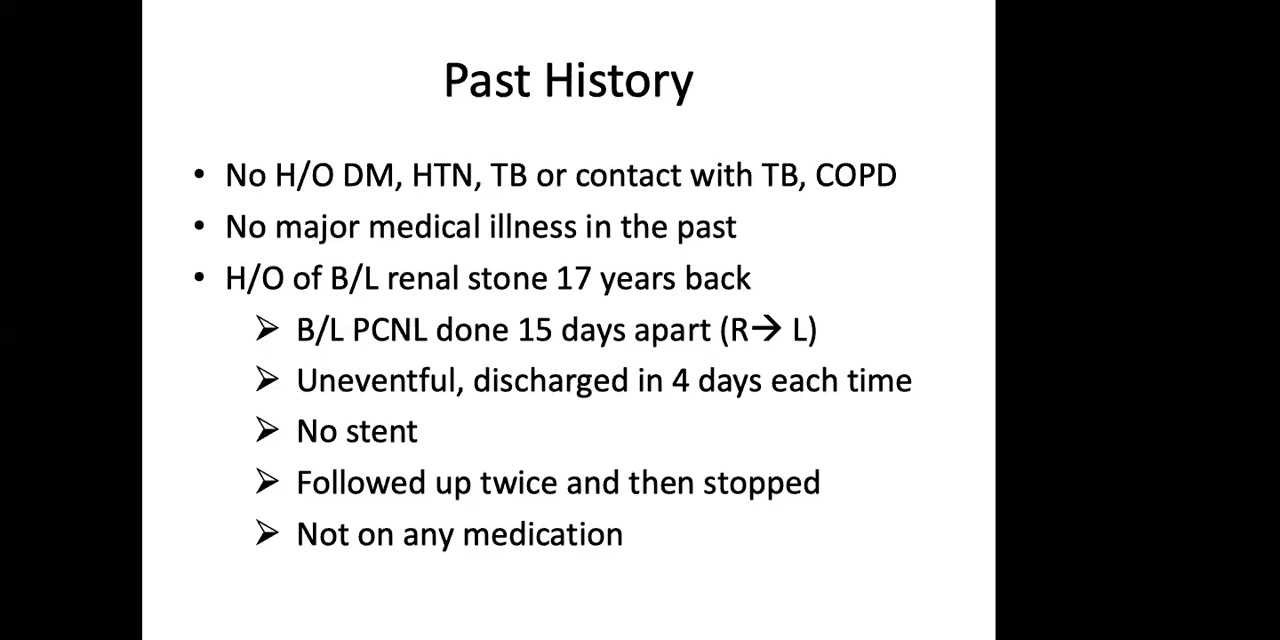 Past History
• No H/O DM, HTN, TB or contact with TB, COPD
• No major medical illness in the past
• H/O of B/L renal stone 17 years back
➢ B/L PCNL done 15 days apart (R→ L)
➢ Uneventful, discharged in 4 days each time
➢ No stent
➢ Followed up twice and then stopped
➢ Not on any medication